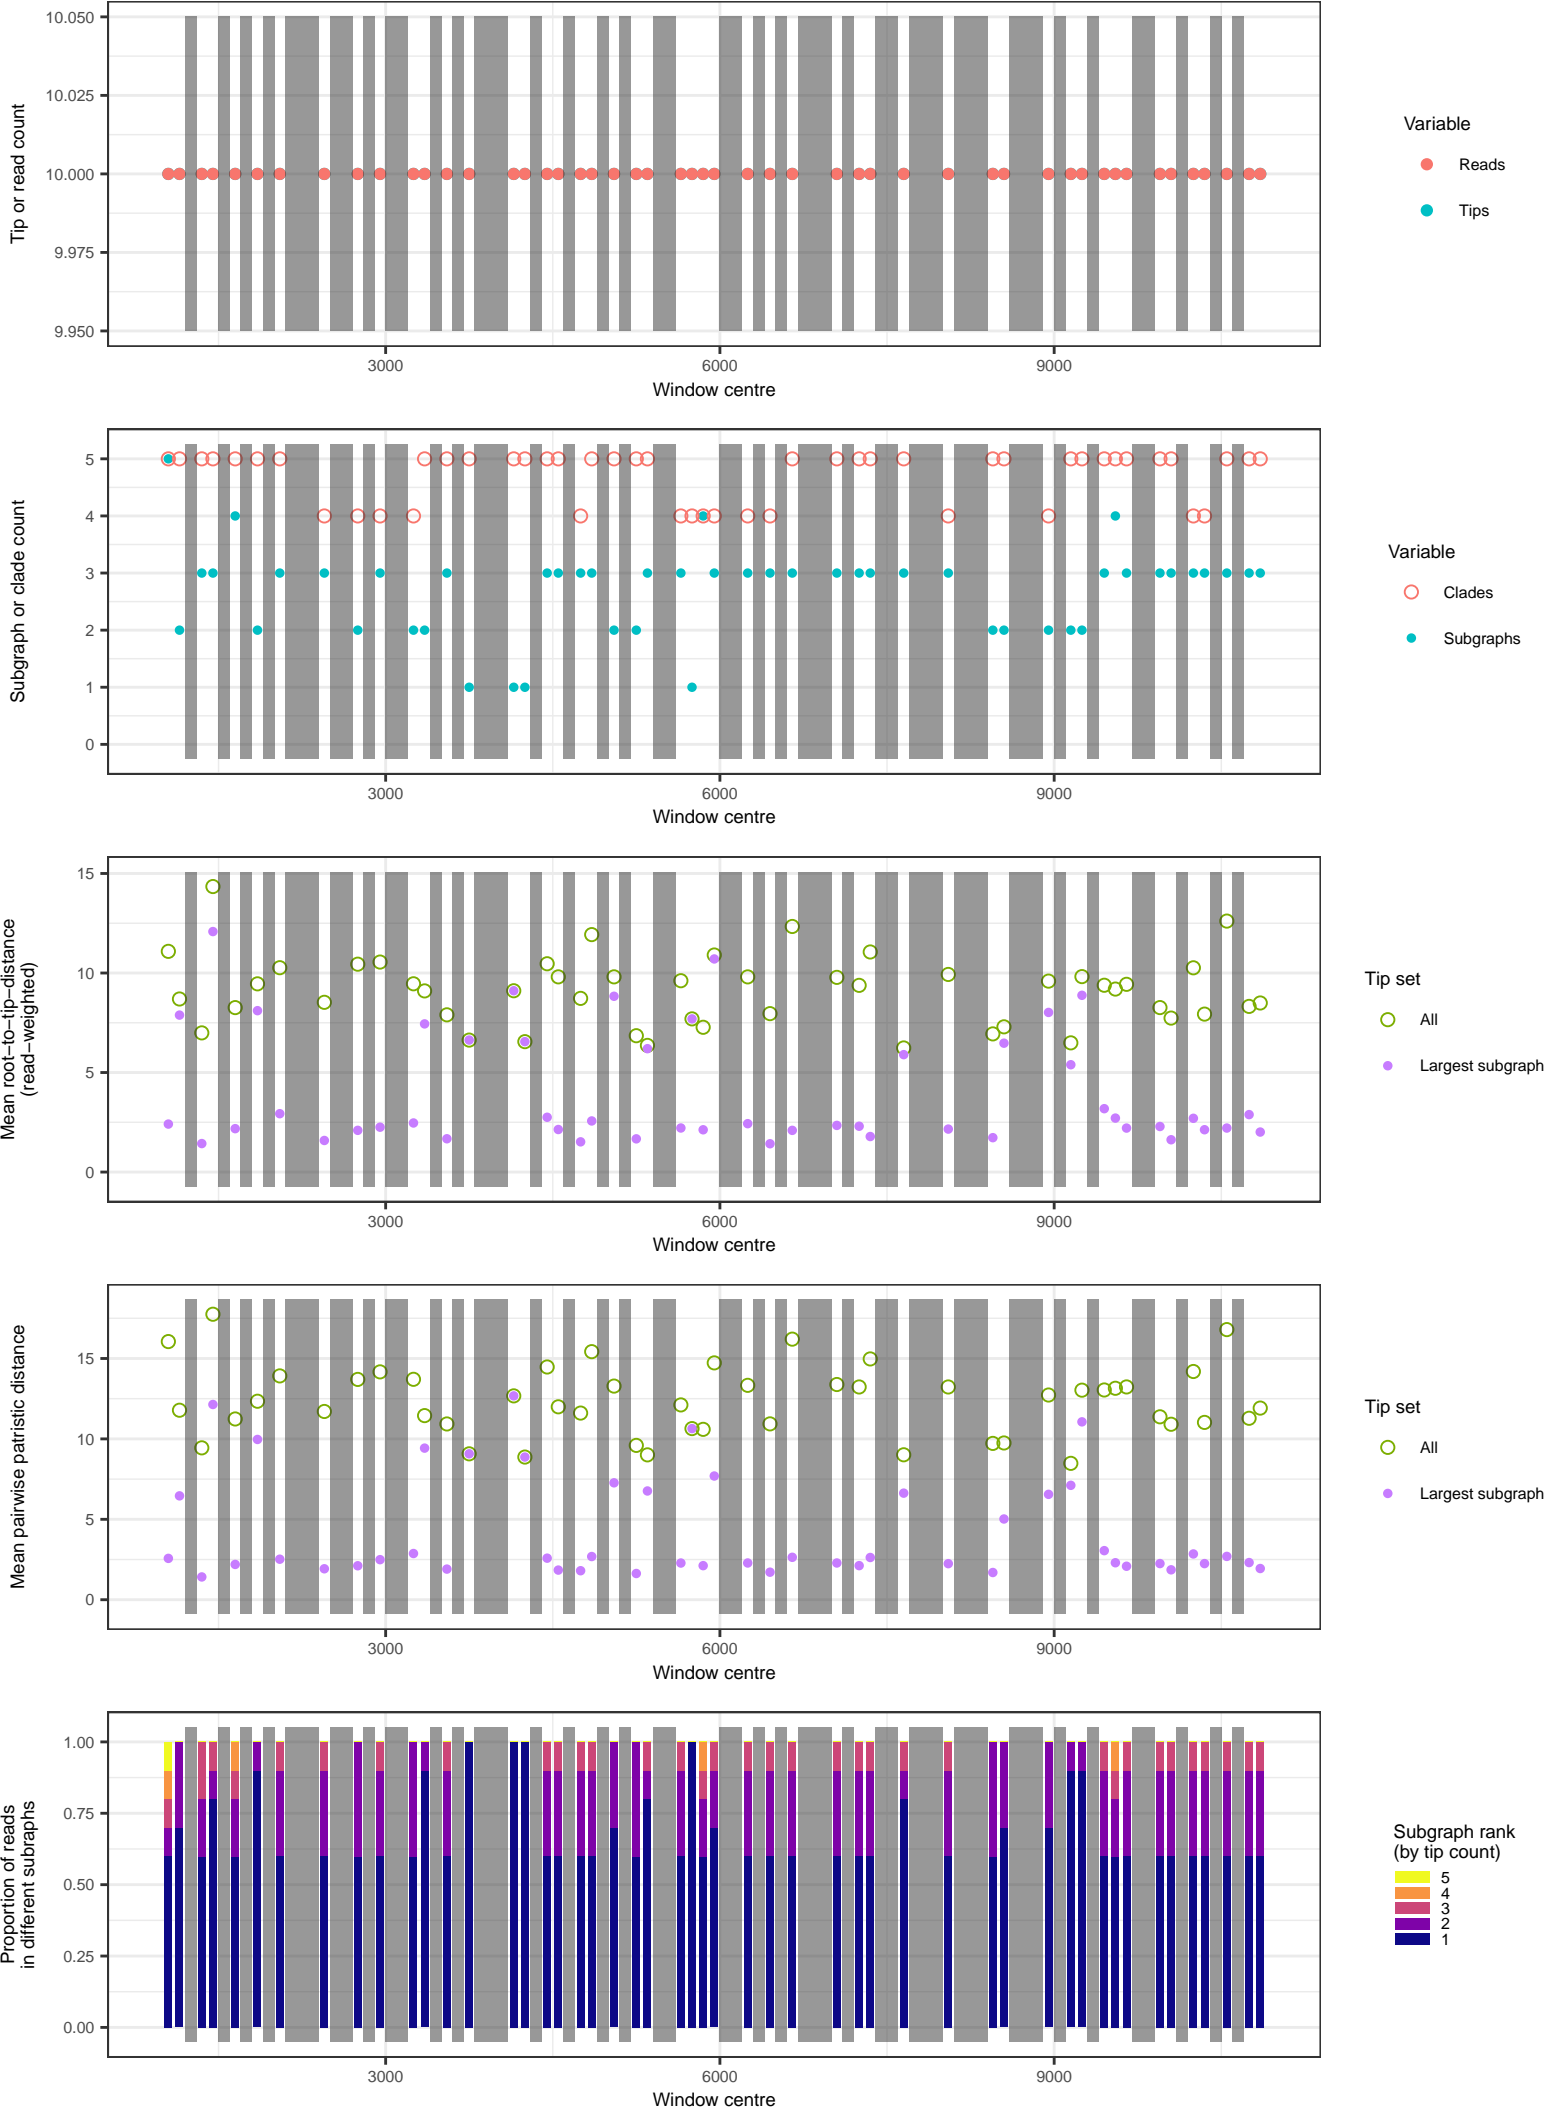 10.050
10.025
10.000
9.975
9.950
Tip or read count
3000
6000
9000
Window centre
Variable
Reads
Tips
5
4
3
2
1
0
Subgraph or clade count
3000
6000
9000
Window centre
Variable
Clades
Subgraphs
15
10
5
0
Mean root−to−tip−distance
(read−weighted)
3000
6000
9000
Window centre
Tip set
All
Largest subgraph
15
10
5
0
Mean pairwise patristic distance
3000
6000
9000
Window centre
Tip set
All
Largest subgraph
1.00
0.75
0.50
0.25
0.00
Proportion of reads
in different subraphs
3000
6000
9000
Window centre
Subgraph rank
(by tip count)
5
4
3
2
1